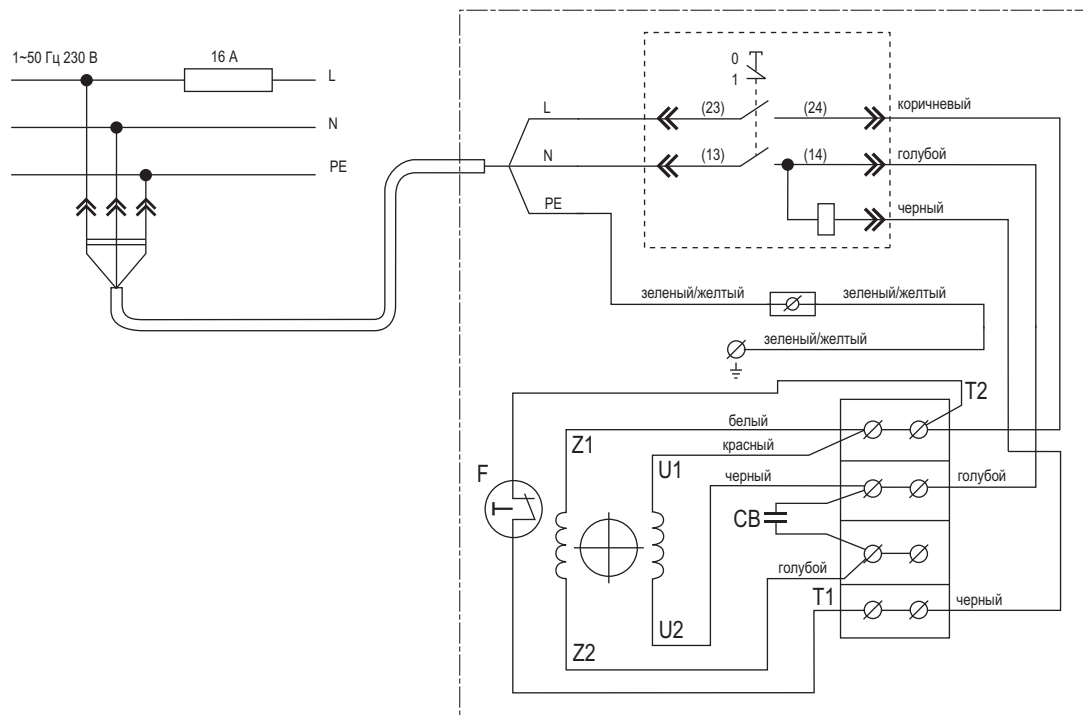 1~50 Гц 230 В
16 А
L
N
PE
0
1
L
(23)
(24)
коричневый
N
(13)
(14)
голубой
PE
черный
зеленый/желтый
зеленый/желтый
зеленый/желтый
T2
белый
Z1
красный
F
U1
черный
голубой
CB
голубой
T1
черный
U2
Z2